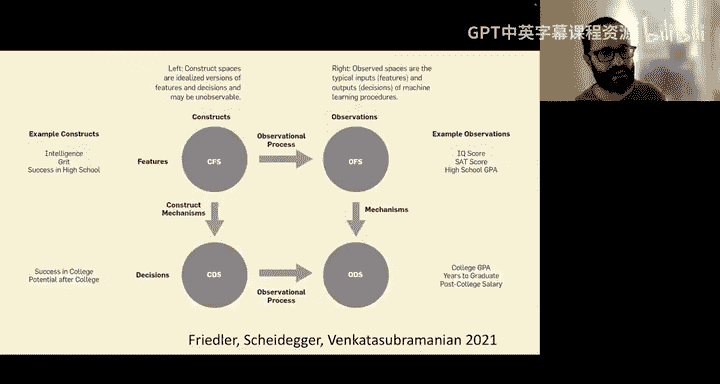 GPT中英字幕课程资源 bilibili
Left: Construct spaces
are idealized versions of
features and decisions and
may be unobservable.
Right: Observed spaces are the
typical inputs (features) and
outputs (decisions) of machine
learning procedures.
Constructs
Observations
Example Constructs
Observational
Process
Example Observations
Intelligence
Grit
Success in High School
Features
CFS
OFS
IQ Score
SAT Score
High School GPA
Construct
Mechanisms
Mechanisms
Success in College
Potential after College
Decisions
CDS
ODS
College GPA
Years to Graduate
Post-College Salary
Observational
Process
Friedler, Scheidegger, Venkatasubramanian 2021